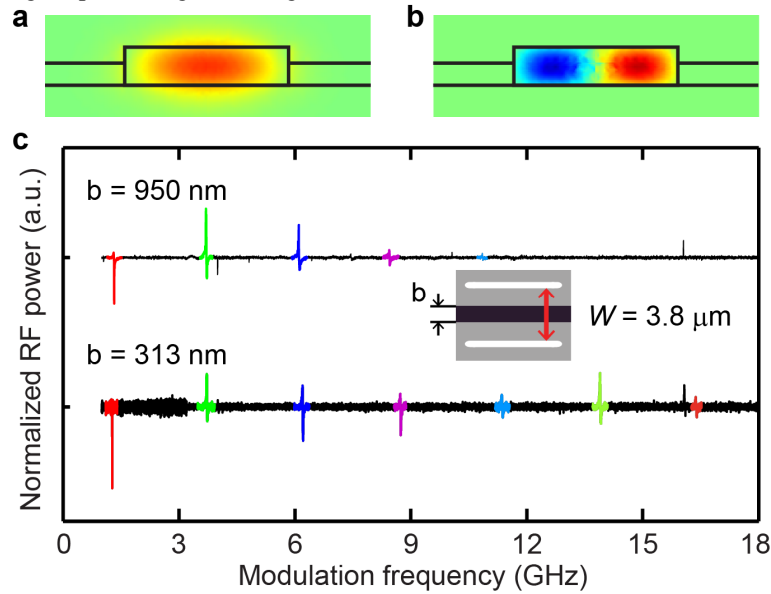 a
b
c
b = 950 nm
b
W = 3.8 μm
b = 313 nm
Normalized RF power (a.u.)
0 3 6 9 12 15 18
Modulation frequency (GHz)